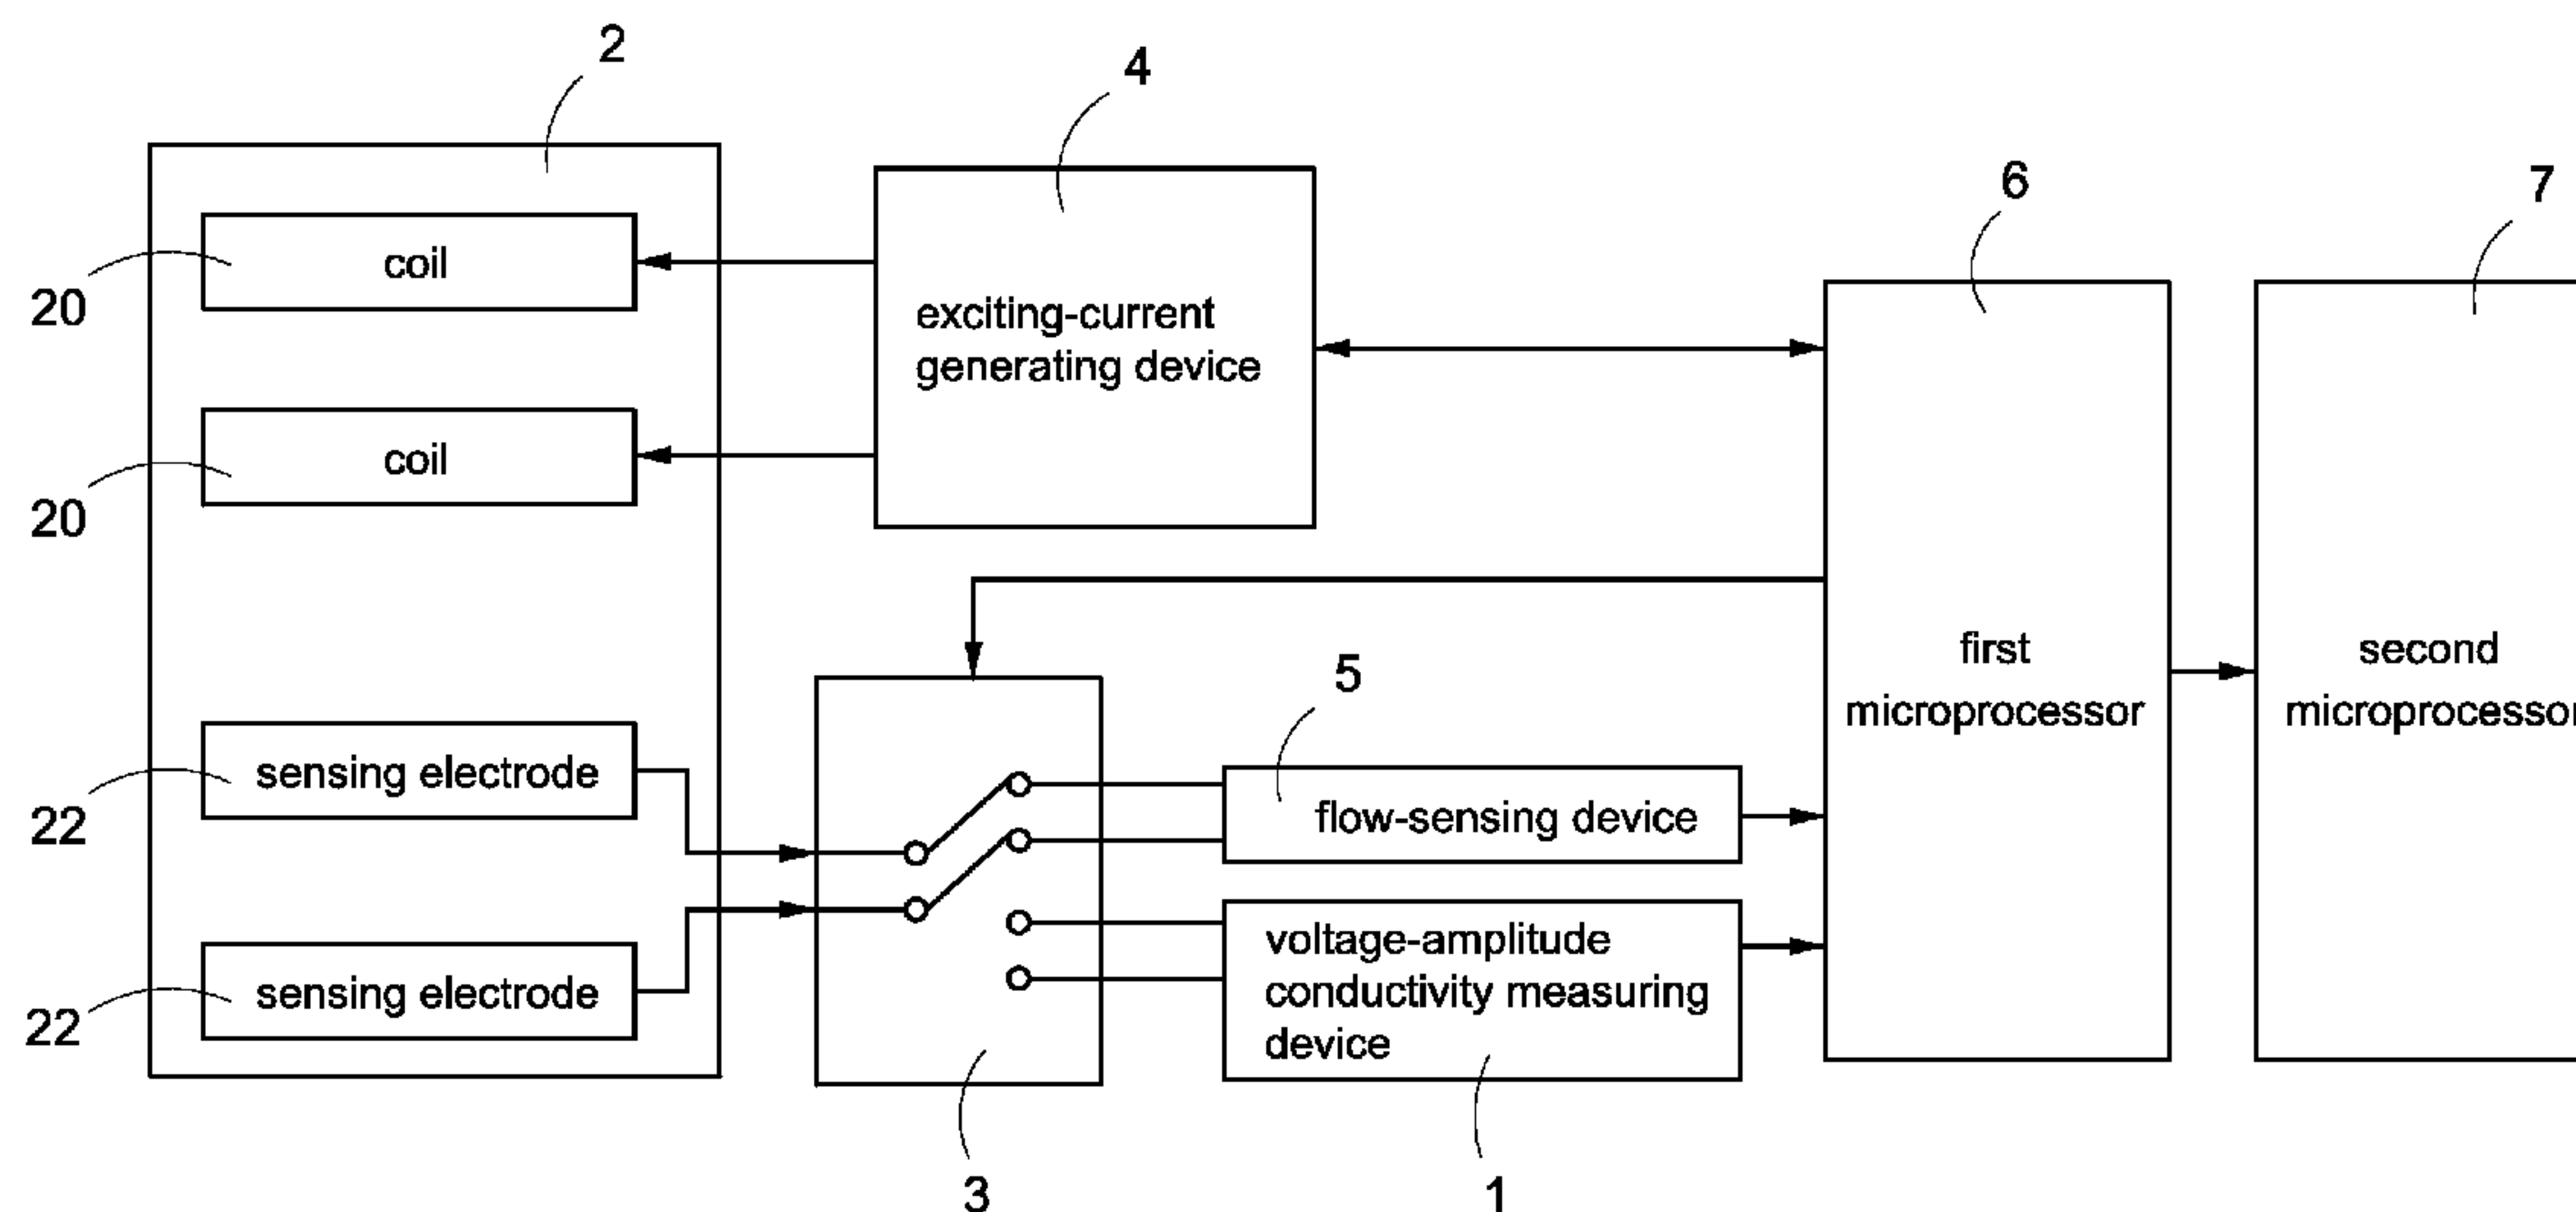 2
4
6
7
coil
20
exciting-current
generating device
coil
20
5
first
microprocessor
second
microprocessor
sensing electrode
22
flow-sensing device
voltage-amplitude
conductivity measuring
device
sensing electrode
22
3
1